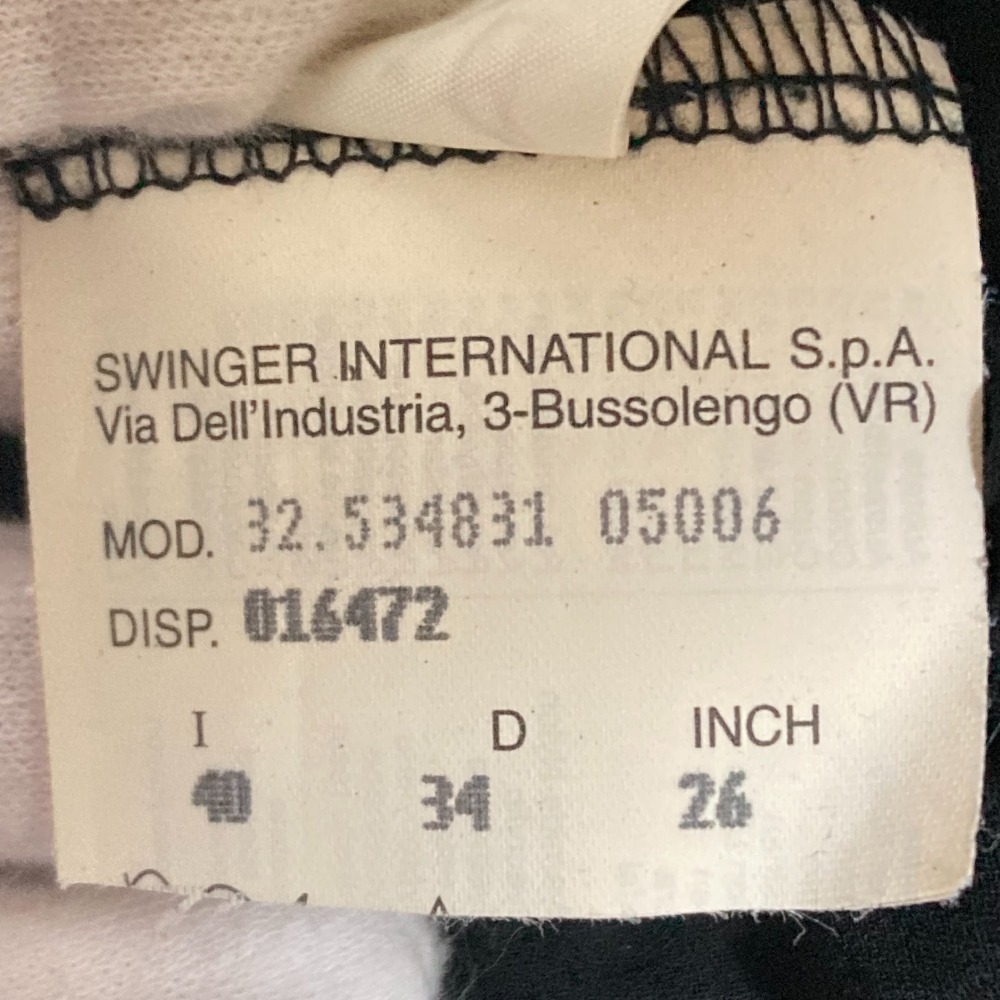 SWINGER INTERNATIONAL S.p.A.
Via Dell'Industria, 3-Bussolengo (VR)
MOD. 32.534831 05006
DISP. 016472
I D INCH
40 34 26